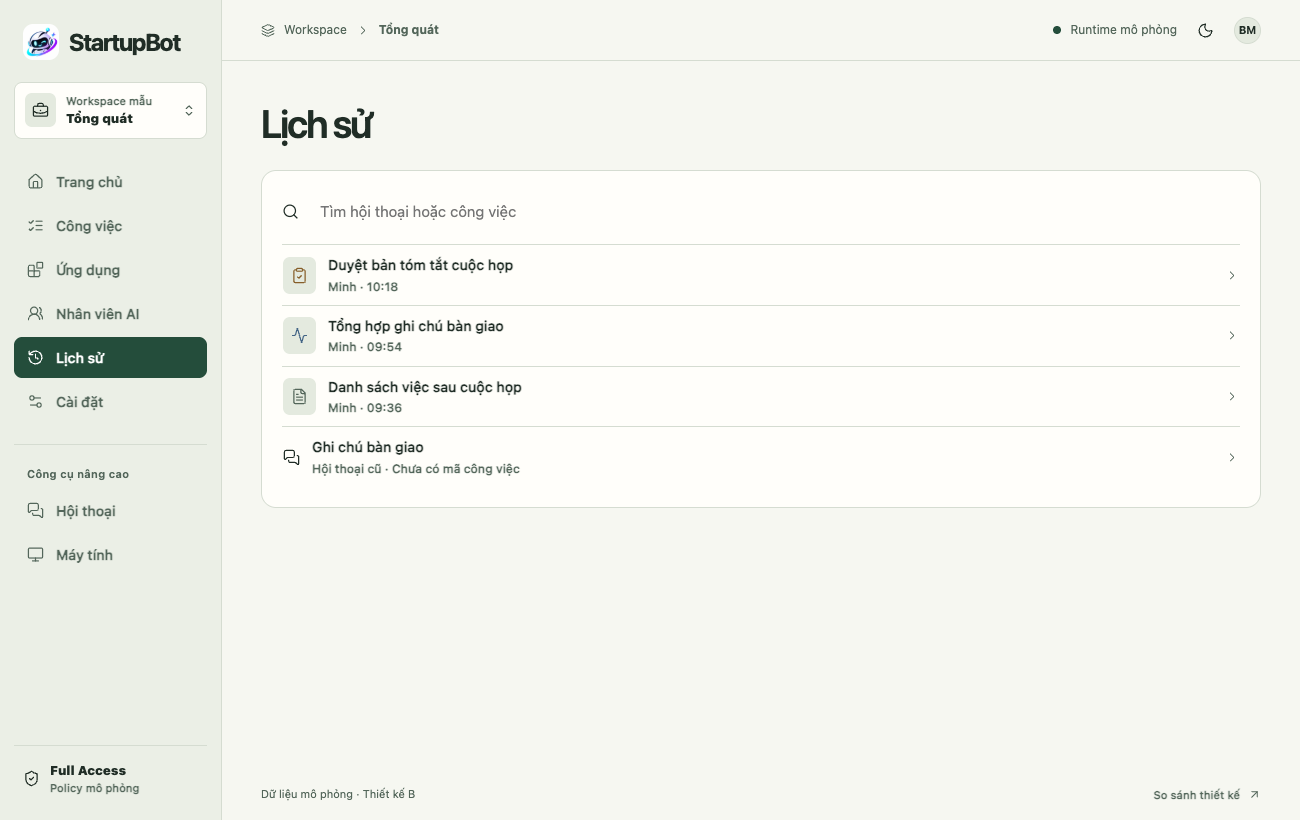 StartupBot
Workspace mẫu
Tổng quát
Trang chủ
Công việc
Ứng dụng
Nhân viên AI
Lịch sử
Cài đặt
Công cụ nâng cao
Hội thoại
Máy tính
Full Access
Policy mô phỏng
Workspace
Tổng quát
Runtime mô phỏng
BM
Lịch sử
Tìm hội thoại hoặc công việc
Duyệt bản tóm tắt cuộc họp
Minh · 10:18
Tổng hợp ghi chú bàn giao
Minh · 09:54
Danh sách việc sau cuộc họp
Minh · 09:36
Ghi chú bàn giao
Hội thoại cũ · Chưa có mã công việc
Dữ liệu mô phỏng · Thiết kế B
So sánh thiết kế